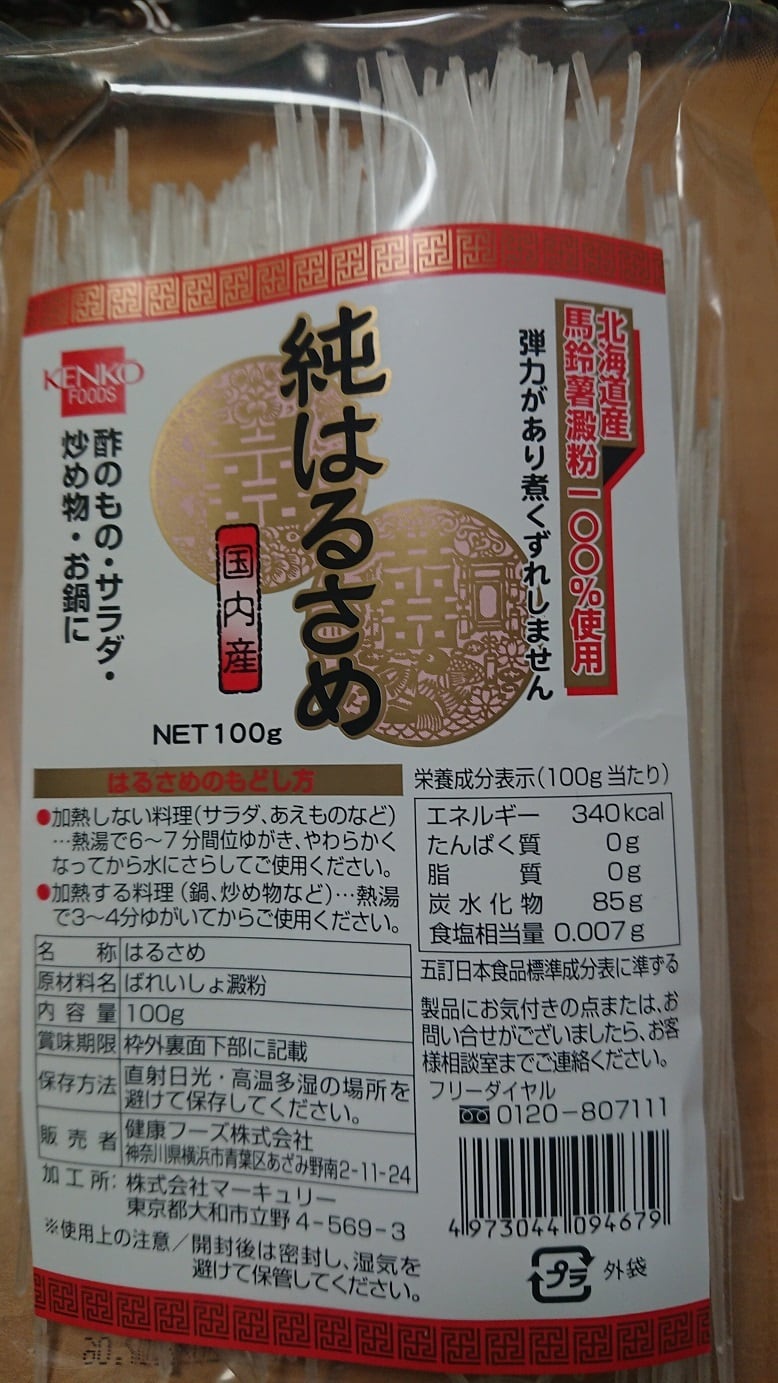 北海道産
馬鈴薯澱粉一〇〇%使用
弾力があり煮くずれしません
純はるさめ
国内産
KENKO
FOODS
酢のもの・サラダ・
炒め物・お鍋に
NET 100g
はるさめのもどし方
●加熱しない料理(サラダ、あえものなど)
…熱湯で6〜7分間位ゆがき、やわらかく
なってから水にさらしてご使用ください。
●加熱する料理(鍋、炒め物など)…熱湯
で3〜4分ゆがいてからご使用ください。
名称 はるさめ
原材料名 ばれいしょ澱粉
内容量 100g
賞味期限 枠外裏面下部に記載
保存方法 直射日光・高温多湿の場所を
避けて保存してください。
販売者 健康フーズ株式会社
神奈川県横浜市青葉区あざみ野南2-11-24
加工所: 株式会社マーキュリー
東京都大和市立野4-569-3
※使用上の注意/開封後は密封し、湿気を
避けて保管してください。
栄養成分表示(100g当たり)
エネルギー 340kcal
たんぱく質 0g
脂質 0g
炭水化物 85g
食塩相当量 0.007g
五訂日本食品標準成分表に準ずる
製品にお気付きの点または、お
問い合せがございましたら、お客
様相談室までご連絡ください。
フリーダイヤル
0120-807111
4 973044 094679
プラ 外袋